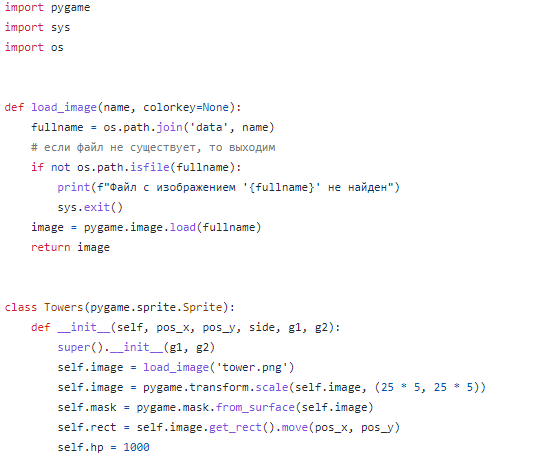 import pygame
import sys
import os
def load_image(name, colorkey=None):
    fullname = os.path.join('data', name)
    # если файл не существует, то выходим
    if not os.path.isfile(fullname):
        print(f"Файл с изображением '{fullname}' не найден")
        sys.exit()
    image = pygame.image.load(fullname)
    return image
class Towers(pygame.sprite.Sprite):
    def __init__(self, pos_x, pos_y, side, g1, g2):
        super().__init__(g1, g2)
        self.image = load_image('tower.png')
        self.image = pygame.transform.scale(self.image, (25 * 5, 25 * 5))
        self.mask = pygame.mask.from_surface(self.image)
        self.rect = self.image.get_rect().move(pos_x, pos_y)
        self.hp = 1000